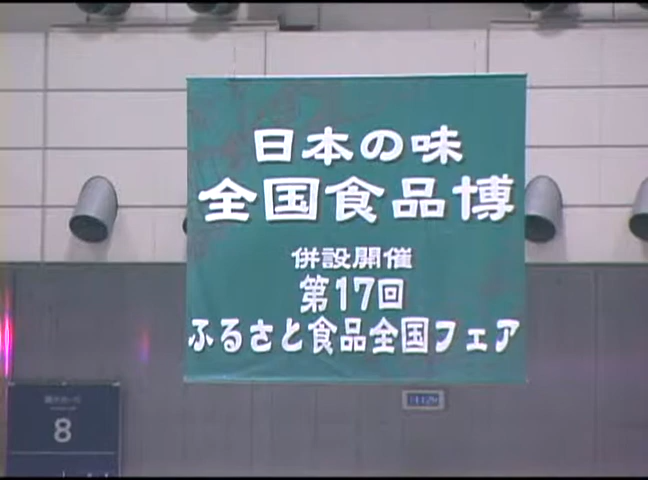 日本の味
全国食品博
併設開催
第17回
ふるさと食品全国フェア
8